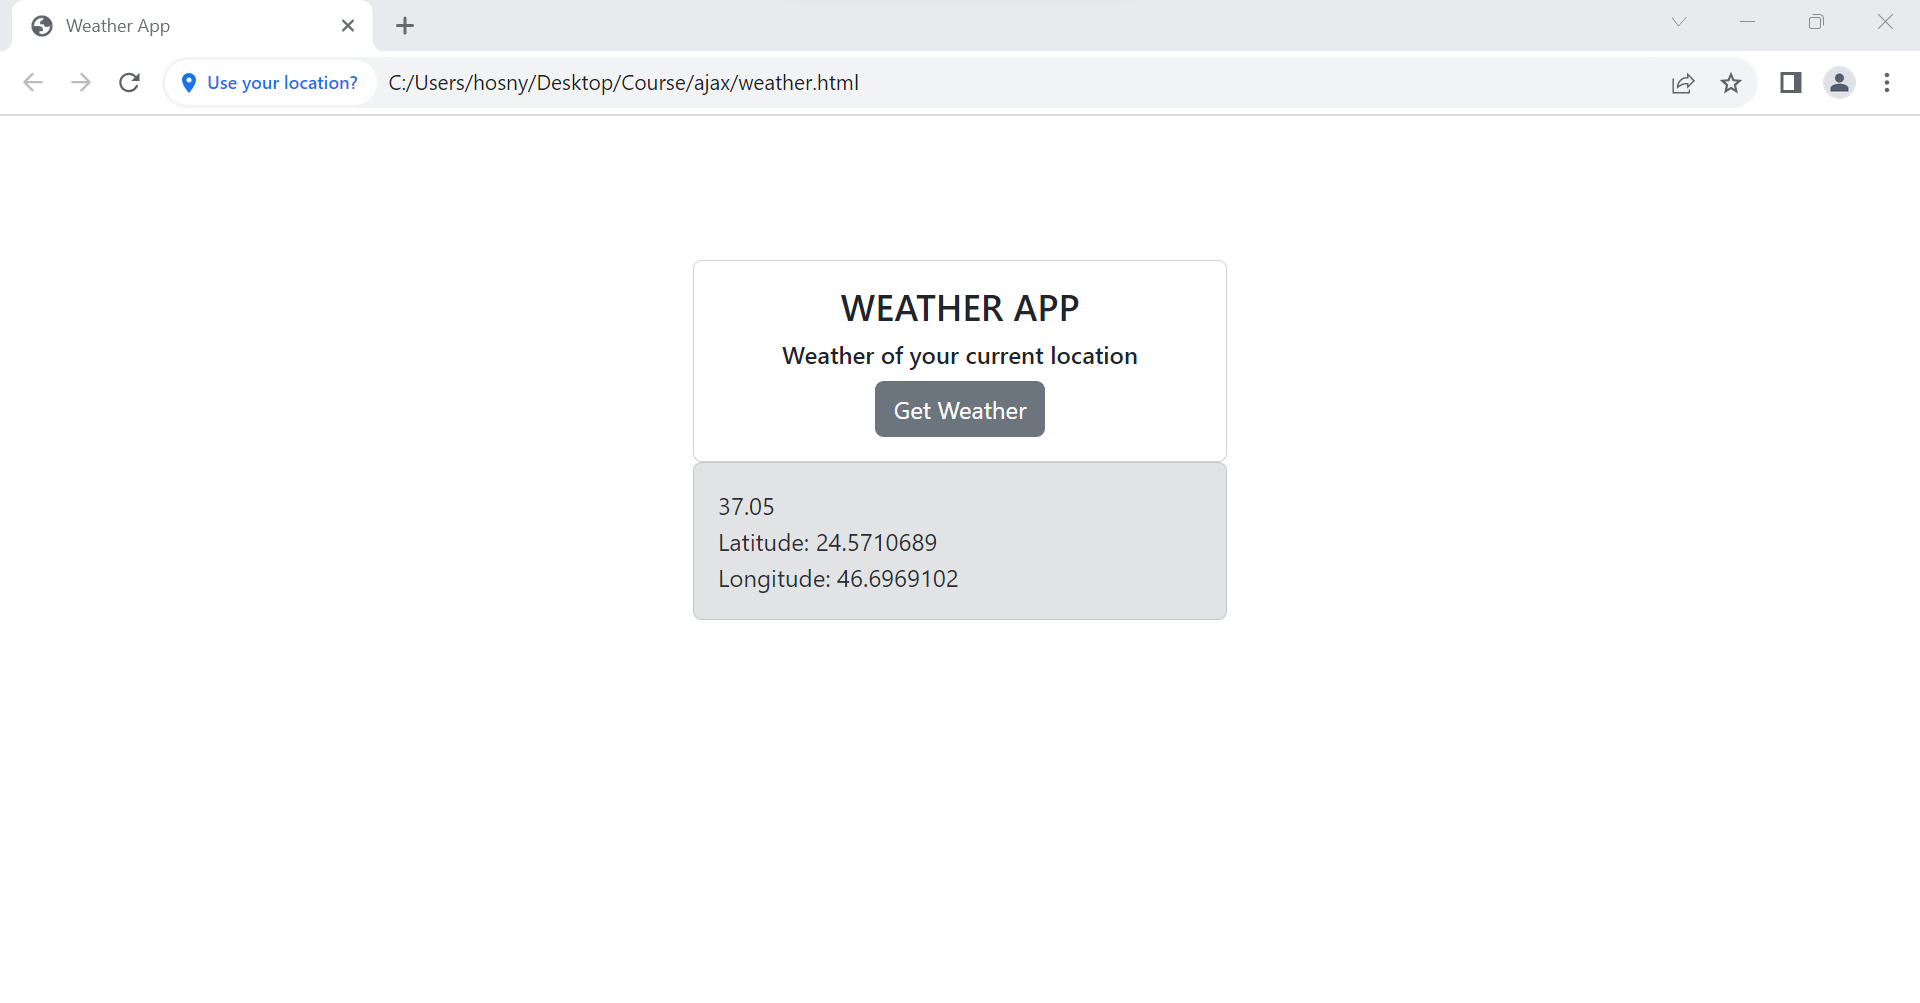 Weather App
Use your location? C:/Users/hosny/Desktop/Course/ajax/weather.html
WEATHER APP
Weather of your current location
Get Weather
37.05
Latitude: 24.5710689
Longitude: 46.6969102